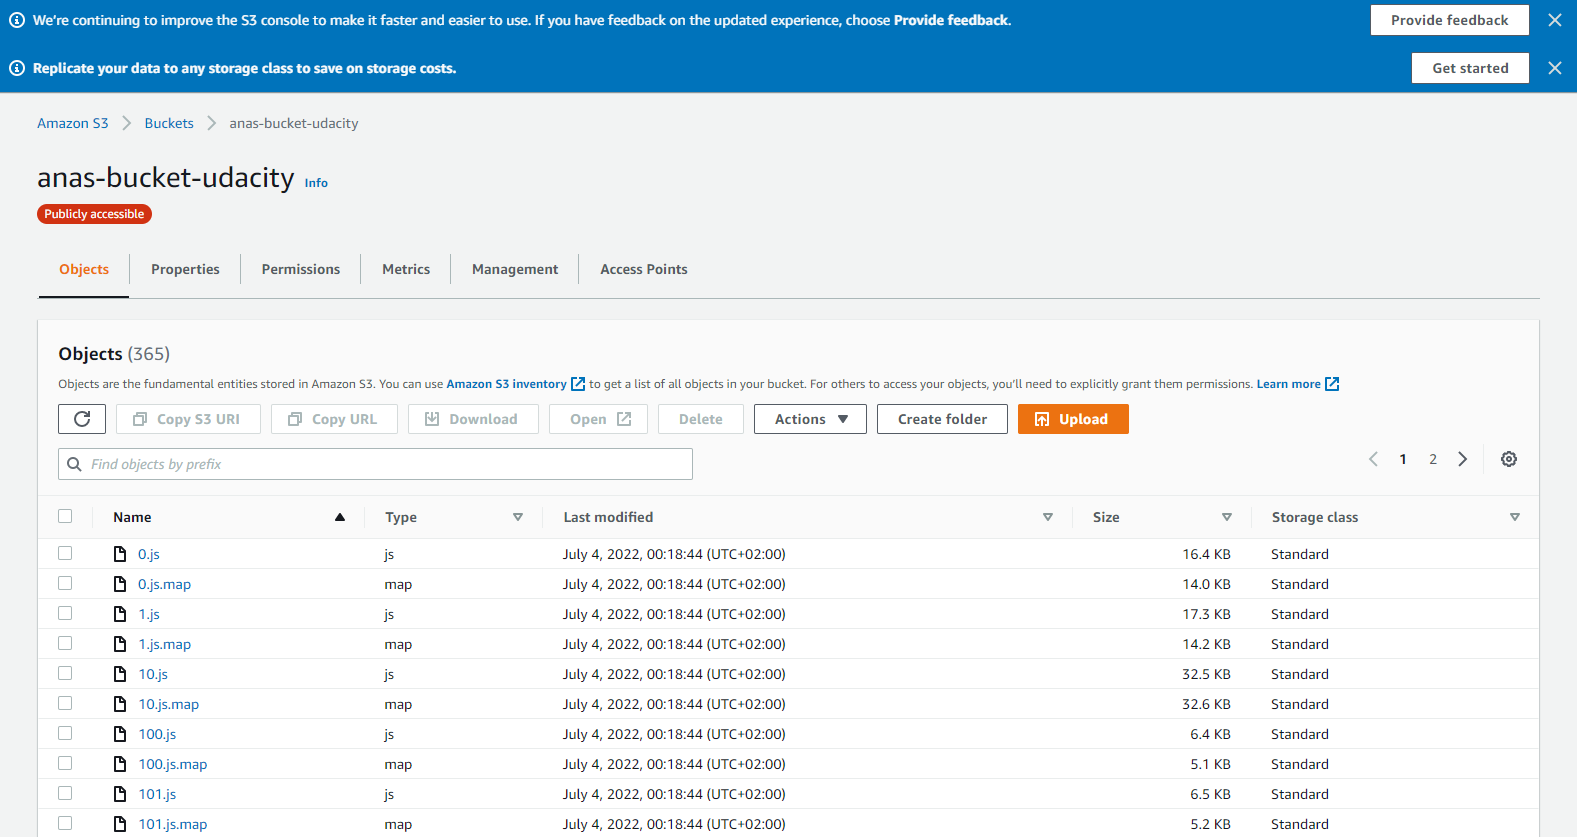 We're continuing to improve the S3 console to make it faster and easier to use. If you have feedback on the updated experience, choose Provide feedback. Provide feedback
Replicate your data to any storage class to save on storage costs. Get started
Amazon S3 Buckets anas-bucket-udacity
anas-bucket-udacity Info
Publicly accessible
Objects Properties Permissions Metrics Management Access Points
Objects (365)
Objects are the fundamental entities stored in Amazon S3. You can use Amazon S3 inventory to get a list of all objects in your bucket. For others to access your objects, you'll need to explicitly grant them permissions. Learn more
Copy S3 URI Copy URL Download Open Delete Actions Create folder Upload
Find objects by prefix 1 2
Name Type Last modified Size Storage class
0.js js July 4, 2022, 00:18:44 (UTC+02:00) 16.4 KB Standard
0.js.map map July 4, 2022, 00:18:44 (UTC+02:00) 14.0 KB Standard
1.js js July 4, 2022, 00:18:44 (UTC+02:00) 17.3 KB Standard
1.js.map map July 4, 2022, 00:18:44 (UTC+02:00) 14.2 KB Standard
10.js js July 4, 2022, 00:18:44 (UTC+02:00) 32.5 KB Standard
10.js.map map July 4, 2022, 00:18:44 (UTC+02:00) 32.6 KB Standard
100.js js July 4, 2022, 00:18:44 (UTC+02:00) 6.4 KB Standard
100.js.map map July 4, 2022, 00:18:44 (UTC+02:00) 5.1 KB Standard
101.js js July 4, 2022, 00:18:44 (UTC+02:00) 6.5 KB Standard
101.js.map map July 4, 2022, 00:18:44 (UTC+02:00) 5.2 KB Standard